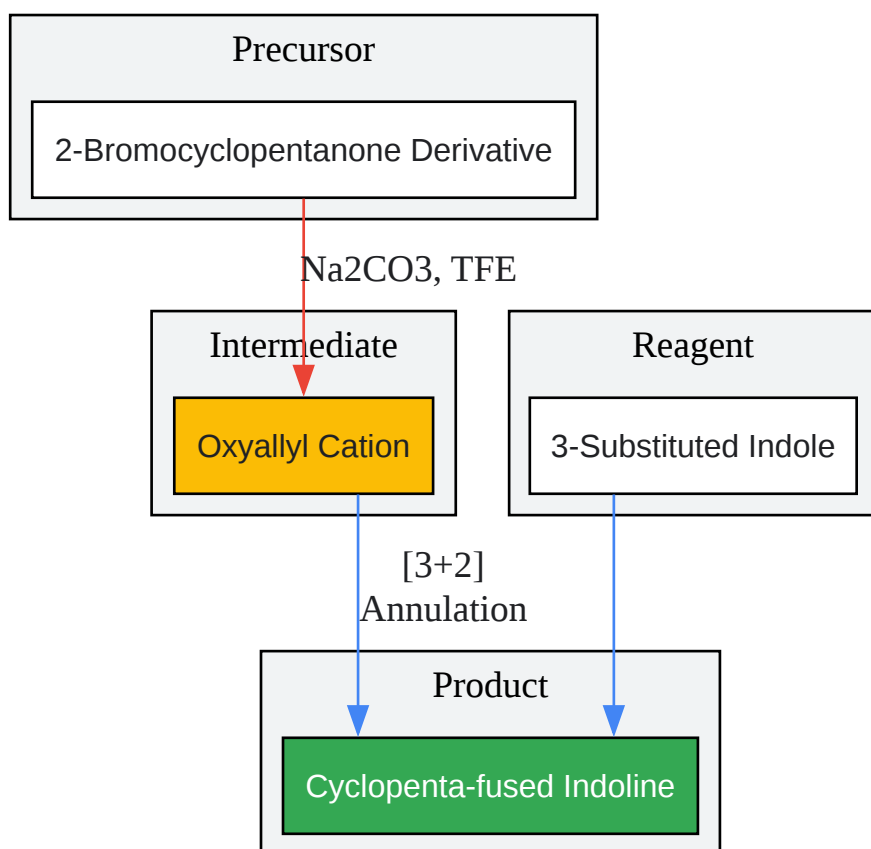 Precursor
2-Bromocyclopentanone Derivative
Na2CO3, TFE
Intermediate
Reagent
Oxyallyl Cation
3-Substituted Indole
[3+2]
Annulation
Product
Cyclopenta-fused Indoline